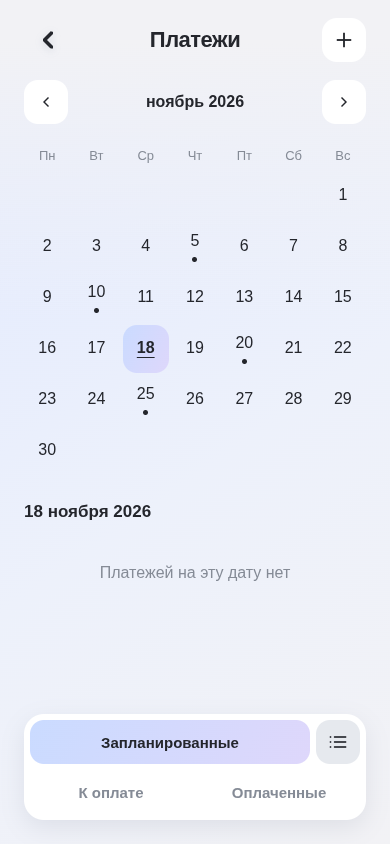 Платежи
ноябрь 2026
Пн Вт Ср Чт Пт Сб Вс
1
2 3 4 5 6 7 8
9 10 11 12 13 14 15
16 17 18 19 20 21 22
23 24 25 26 27 28 29
30
18 ноября 2026
Платежей на эту дату нет
Запланированные
К оплате Оплаченные